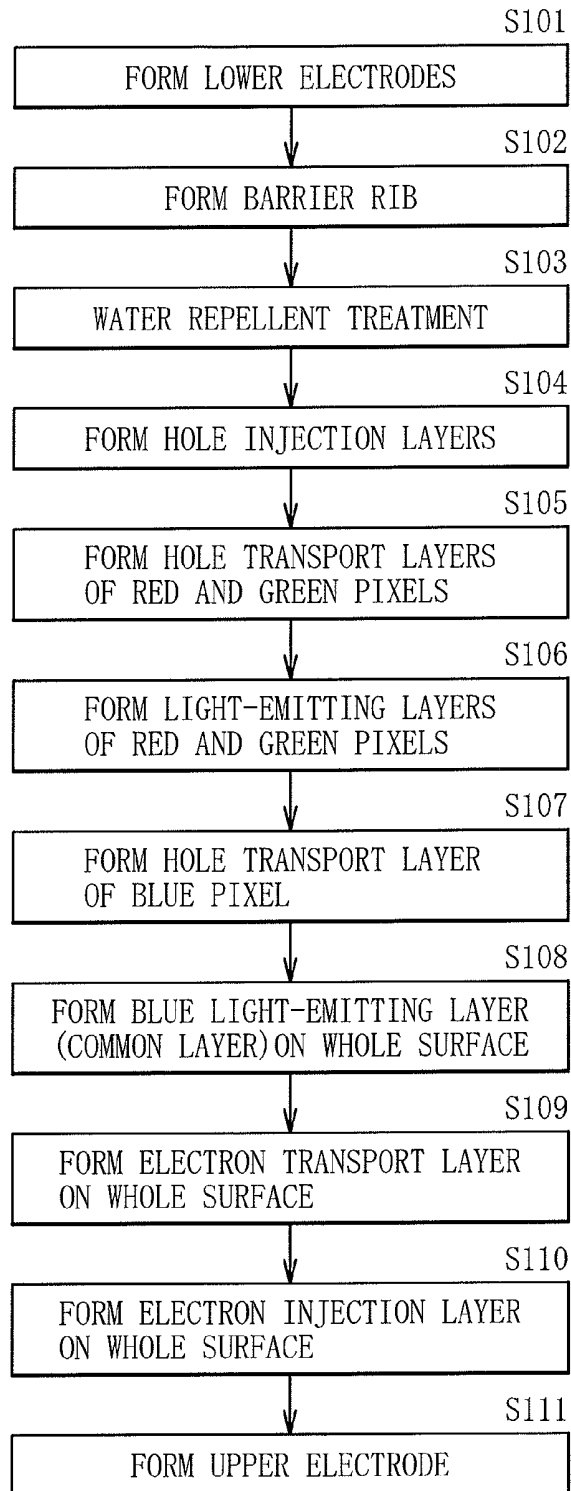 S101
FORM LOWER ELECTRODES
S102
FORM BARRIER RIB
S103
WATER REPELLENT TREATMENT
S104
FORM HOLE INJECTION LAYERS
S105
FORM HOLE TRANSPORT LAYERS
OF RED AND GREEN PIXELS
S106
FORM LIGHT-EMITTING LAYERS
OF RED AND GREEN PIXELS
S107
FORM HOLE TRANSPORT LAYER
OF BLUE PIXEL
S108
FORM BLUE LIGHT-EMITTING LAYER
(COMMON LAYER) ON WHOLE SURFACE
S109
FORM ELECTRON TRANSPORT LAYER
ON WHOLE SURFACE
S110
FORM ELECTRON INJECTION LAYER
ON WHOLE SURFACE
S111
FORM UPPER ELECTRODE